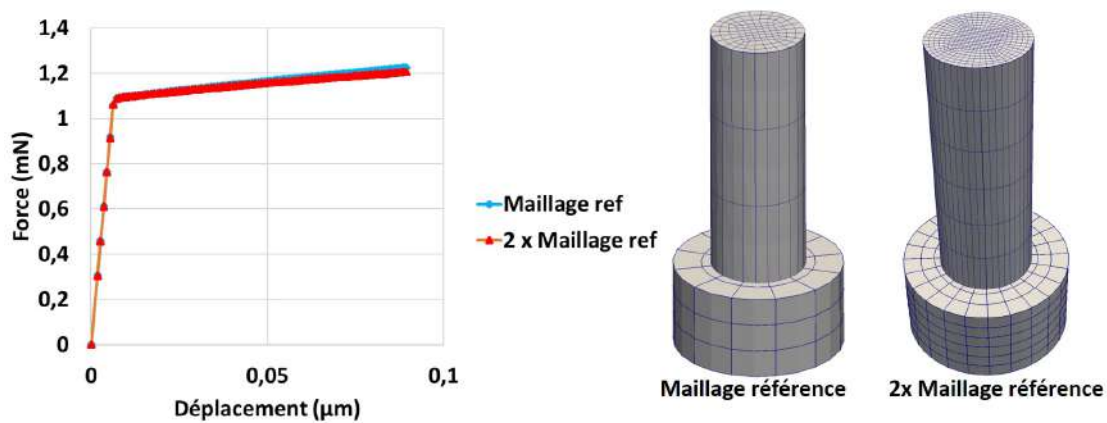 1,4
1,2
1
0,8
0,6
0,4
0,2
0
Force (mN)
0
0,05
0,1
Déplacement (µm)
Maillage ref
2 x Maillage ref
Maillage référence
2x Maillage référence